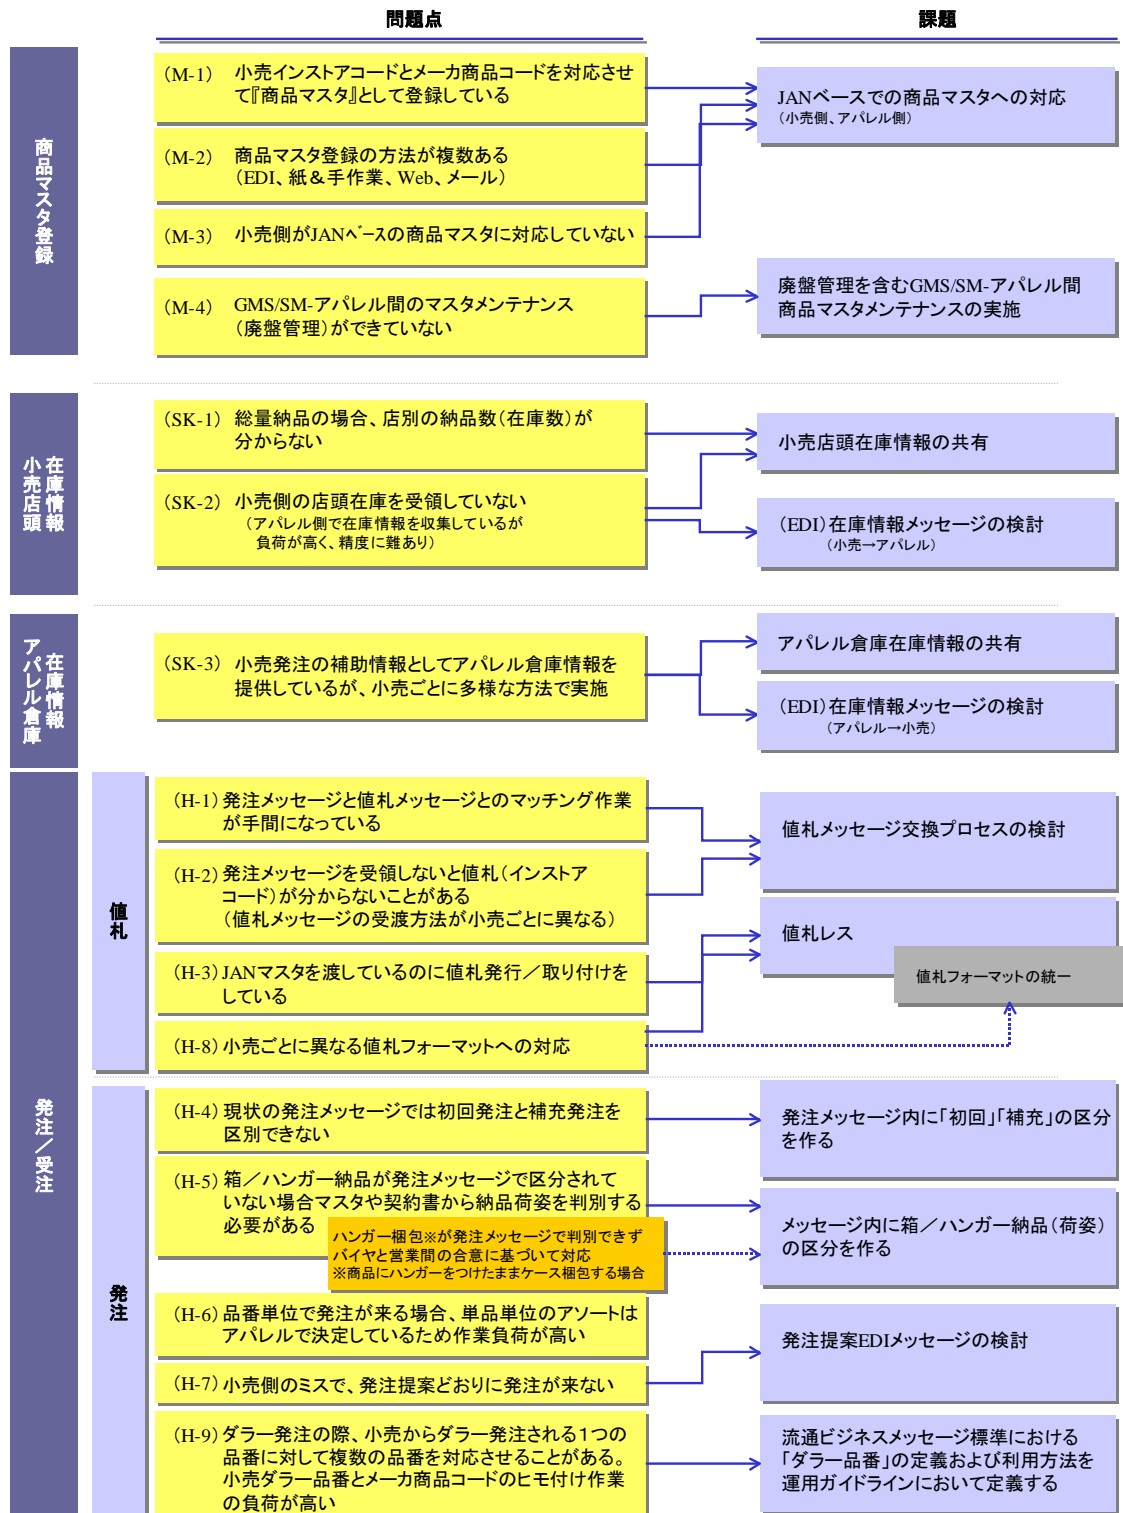 問題点
課題
商品マスタ登録
（M-1）　小売インストアコードとメーカ商品コードを対応させ
て『商品マスタ』として登録している
（M-2）　商品マスタ登録の方法が複数ある
（EDI、紙＆手作業、Web、メール）
（M-3）　小売側がJANﾍﾞｰｽの商品マスタに対応していない
（M-4）　GMS/SM-アパレル間のマスタメンテナンス
（廃盤管理）ができていない
JANベースでの商品マスタへの対応
（小売側、アパレル側）
廃盤管理を含むGMS/SM-アパレル間
商品マスタメンテナンスの実施
在庫情報
小売店頭
（SK-1）　総量納品の場合、店別の納品数（在庫数）が
分からない
（SK-2）　小売側の店頭在庫を受領していない
（アパレル側で在庫情報を収集しているが
負荷が高く、精度に難あり）
小売店頭在庫情報の共有
（EDI）在庫情報メッセージの検討
（小売→アパレル）
在庫情報
アパレル倉庫
（SK-3）　小売発注の補助情報としてアパレル倉庫情報を
提供しているが、小売ごとに多様な方法で実施
アパレル倉庫在庫情報の共有
（EDI）在庫情報メッセージの検討
（アパレル→小売）
発注／受注
値札
（H-1）発注メッセージと値札メッセージとのマッチング作業
が手間になっている
（H-2）発注メッセージを受領しないと値札（インストア
コード）が分からないことがある
（値札メッセージの受渡方法が小売ごとに異なる）
（H-3）JANマスタを渡しているのに値札発行／取り付けを
している
（H-8）小売ごとに異なる値札フォーマットへの対応
値札メッセージ交換プロセスの検討
値札レス
値札フォーマットの統一
発注
（H-4）現状の発注メッセージでは初回発注と補充発注を
区別できない
（H-5）箱／ハンガー納品が発注メッセージで区分されて
いない場合マスタや契約書から納品荷姿を判別する
必要がある
ハンガー梱包※が発注メッセージで判別できず
バイヤと営業間の合意に基づいて対応
※商品にハンガーをつけたままケース梱包する場合
（H-6）品番単位で発注が来る場合、単品単位のアソートは
アパレルで決定しているため作業負荷が高い
（H-7）小売側のミスで、発注提案どおりに発注が来ない
（H-9）ダラー発注の際、小売からダラー発注される１つの
品番に対して複数の品番を対応させることがある。
小売ダラー品番とメーカ商品コードのヒモ付け作業
の負荷が高い
発注メッセージ内に「初回」「補充」の区分
を作る
メッセージ内に箱／ハンガー納品（荷姿）
の区分を作る
発注提案EDIメッセージの検討
流通ビジネスメッセージ標準における
「ダラー品番」の定義および利用方法を
運用ガイドラインにおいて定義する